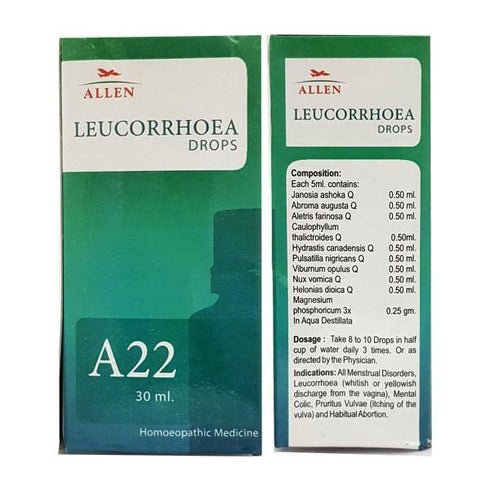 ALLEN
LEUCORRHOEA
DROPS
A22
30 ml.
Homoeopathic Medicine
ALLEN
LEUCORRHOEA
DROPS
Composition:
Each 5ml. contains:
Janosia ashoka Q 0.50 ml.
Abroma augusta Q 0.50 ml.
Aletris farinosa Q 0.50 ml.
Caulophyllum
thalictroides Q 0.50ml.
Hydrastis canadensis Q 0.50 ml.
Pulsatilla nigricans Q 0.50 ml.
Viburnum opulus Q 0.50 ml.
Nux vomica Q 0.50 ml.
Helonias dioica Q 0.50 ml.
Magnesium
phosphoricum 3x 0.25 gm.
In Aqua Destillata
Dosage : Take 8 to 10 Drops in half
cup of water daily 3 times. Or as
directed by the Physician.
Indications: All Menstrual Disorders,
Leucorrhoea (whitish or yellowish
discharge from the vagina), Mental
Colic, Pruritus Vulvae (itching of the
vulva) and Habitual Abortion.